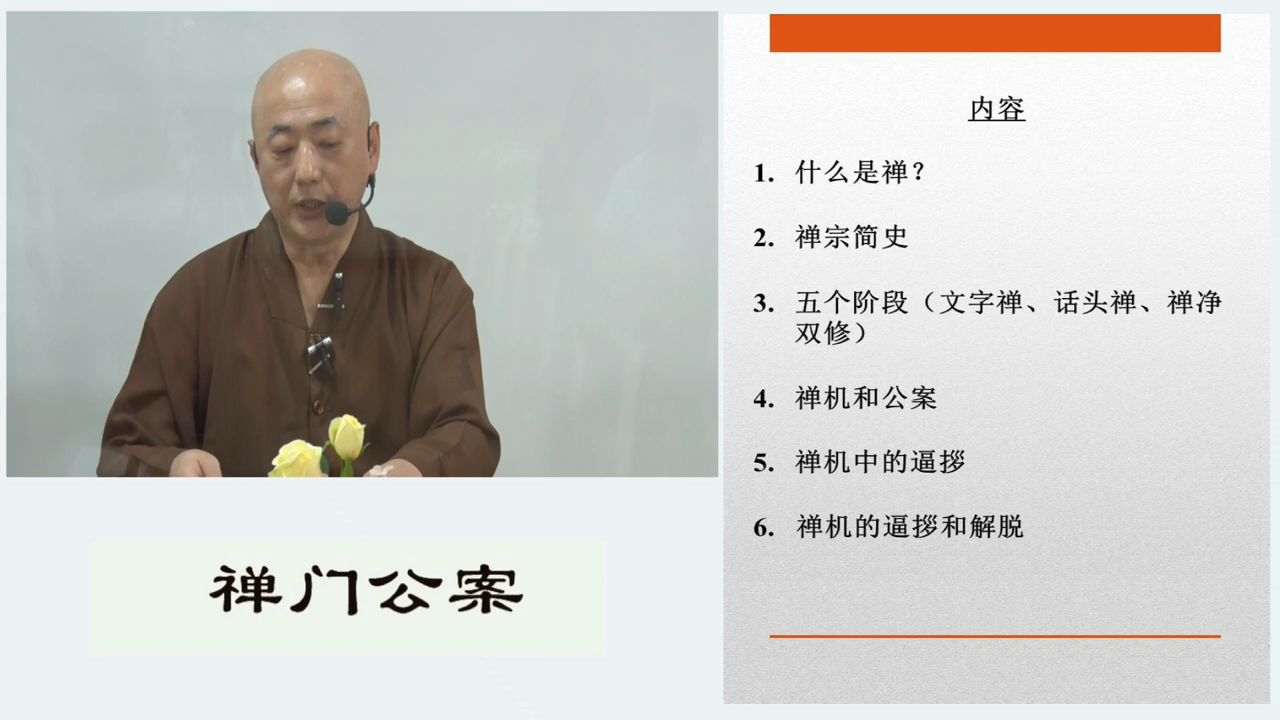 内容
1. 什么是禅？
2. 禅宗简史
3. 五个阶段（文字禅、话头禅、禅净
双修）
4. 禅机和公案
5. 禅机中的逼拶
6. 禅机的逼拶和解脱
禅门公案